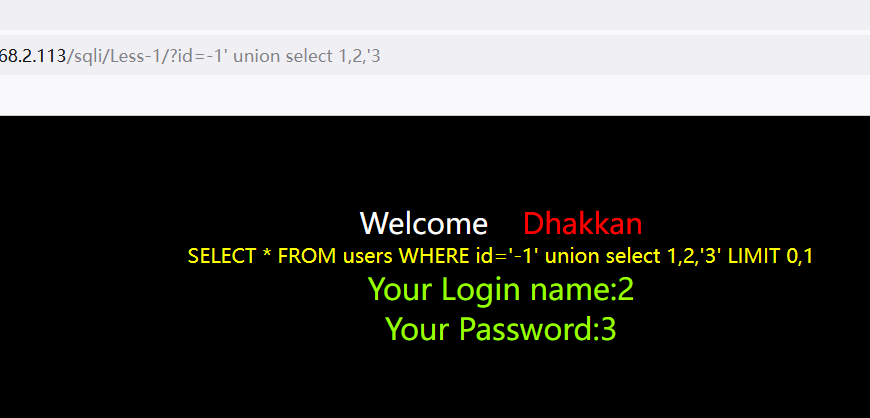 68.2.113/sqli/Less-1/?id=-1' union select 1,2,'3
Welcome Dhakkan
SELECT * FROM users WHERE id='-1' union select 1,2,'3' LIMIT 0,1
Your Login name:2
Your Password:3